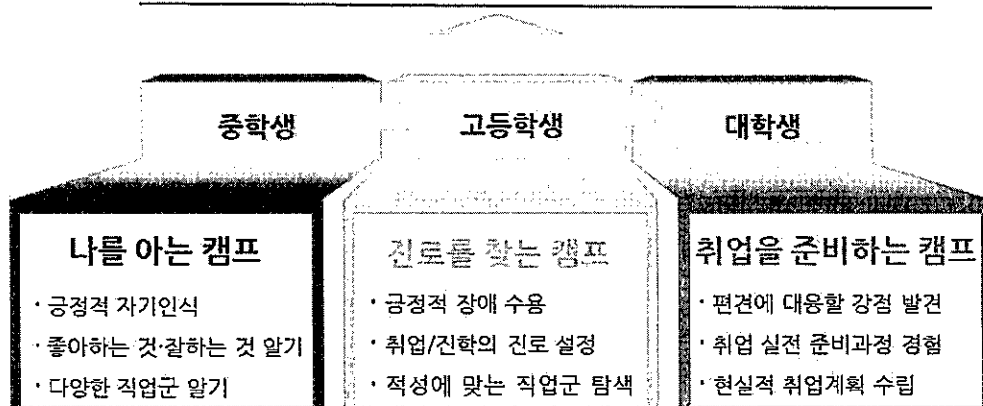 중학생
고등학생
대학생
나를 아는 캠프
· 긍정적 자기인식
· 좋아하는 것·잘하는 것 알기
· 다양한 직업군 알기
진로를 찾는 캠프
· 긍정적 장애 수용
· 취업/진학의 진로 설정
· 적성에 맞는 직업군 탐색
취업을 준비하는 캠프
· 편견에 대응할 강점 발견
· 취업 실전 준비과정 경험
· 현실적 취업계획 수립